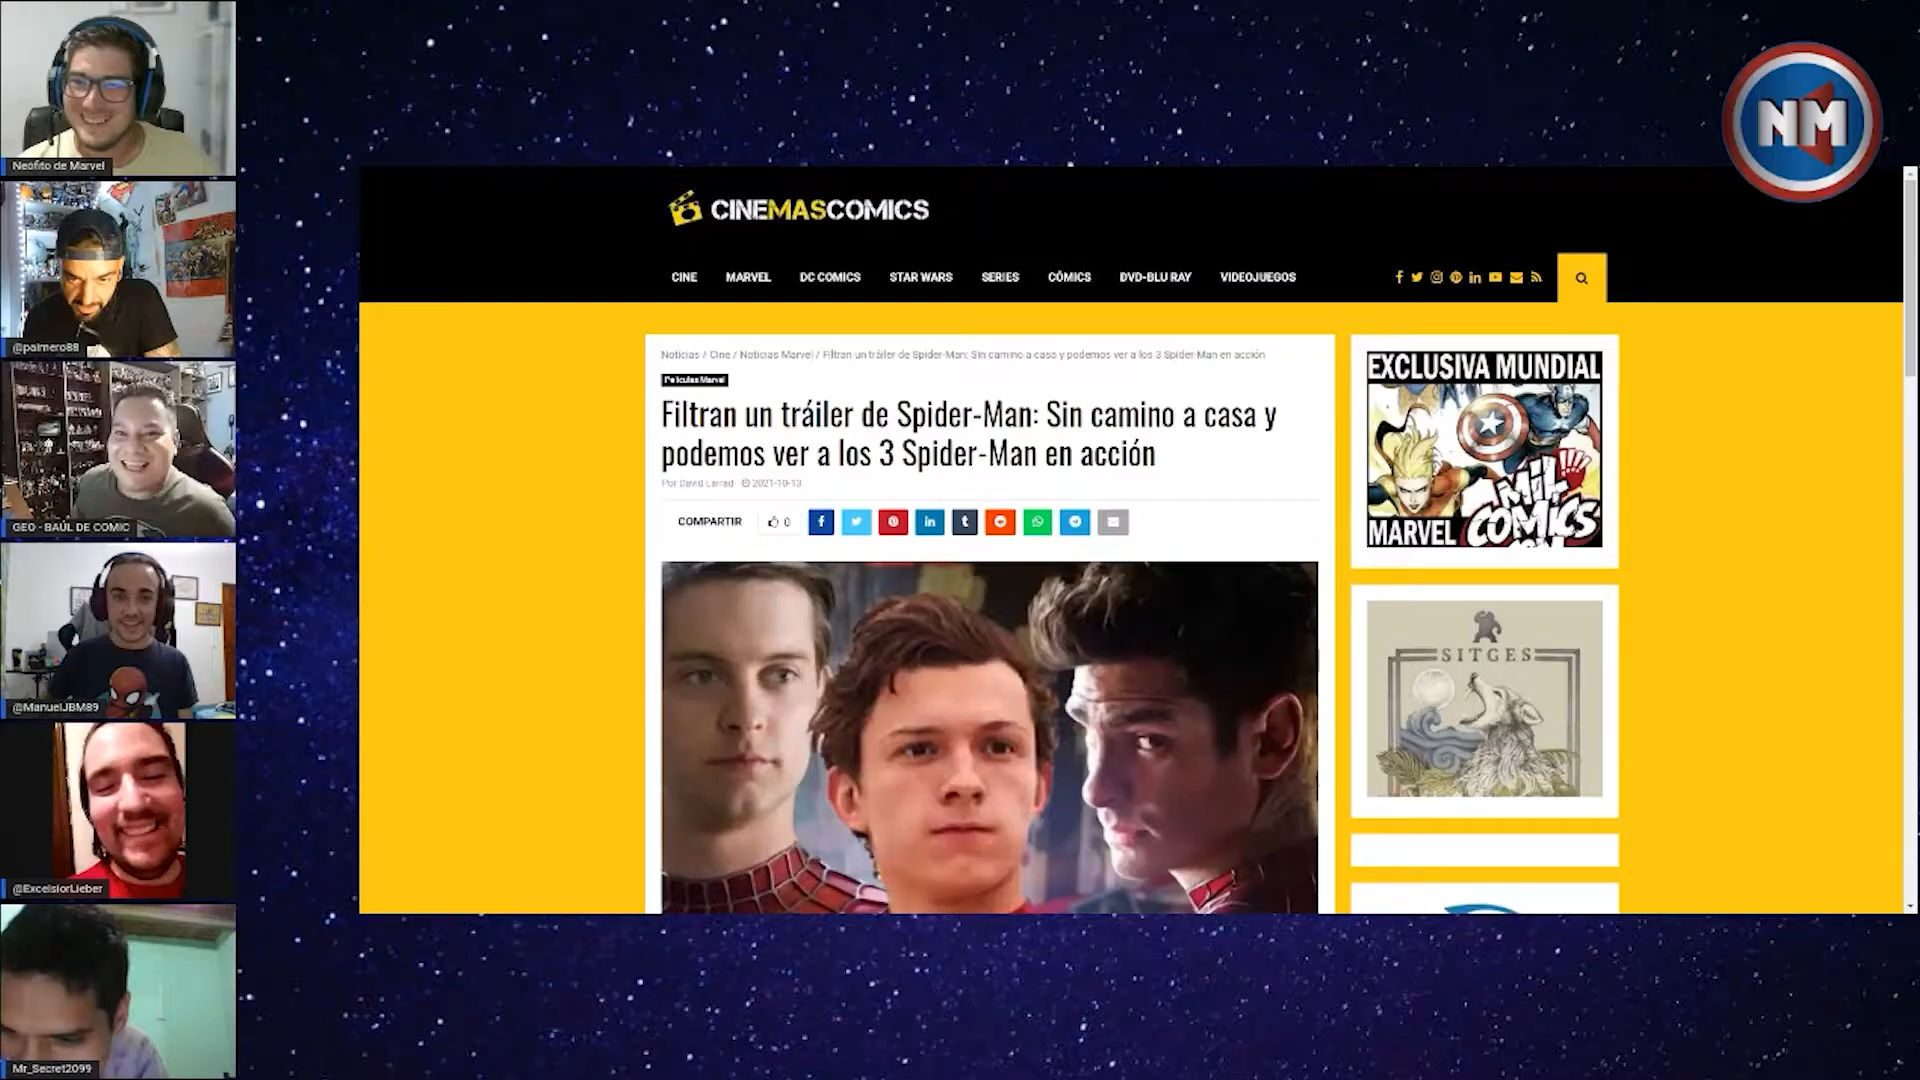 Neófito de Marvel
@palmero88
GEO - BAÚL DE COMIC
@ManuelJBM89
@ExcelsiorLieber
Mr_Secret2099
NM
CINEMASCOMICS
CINE MARVEL DC COMICS STAR WARS SERIES CÓMICS DVD-BLU RAY VIDEOJUEGOS
Noticias / Cine / Noticias Marvel / Filtran un tráiler de Spider-Man: Sin camino a casa y podemos ver a los 3 Spider-Man en acción
Películas Marvel
Filtran un tráiler de Spider-Man: Sin camino a casa y
podemos ver a los 3 Spider-Man en acción
Por David Larrad 2021-10-13
COMPARTIR 0
EXCLUSIVA MUNDIAL
MIL
COMICS
MARVEL
SITGES